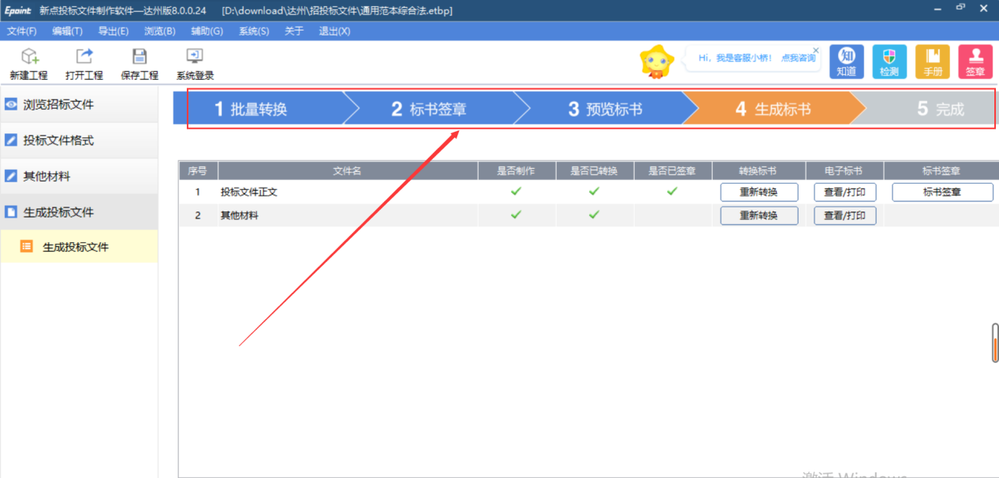 Epoint 新点投标文件制作软件—达州版8.0.0.24 [D:\download\达州\招投标文件\通用范本综合法.etbp]
文件(F) 编辑(T) 导出(E) 浏览(B) 辅助(G) 系统(S) 关于 退出(X)
新建工程 打开工程 保存工程 系统登录
Hi，我是客服小桥！ 点我咨询
知 知道 检测 手册 签章
浏览招标文件
投标文件格式
其他材料
生成投标文件
生成投标文件
1 批量转换 2 标书签章 3 预览标书 4 生成标书 5 完成
序号 文件名 是否制作 是否已转换 是否已签章 转换标书 电子标书 标书签章
1 投标文件正文 重新转换 查看/打印 标书签章
2 其他材料 重新转换 查看/打印
激活 Windows